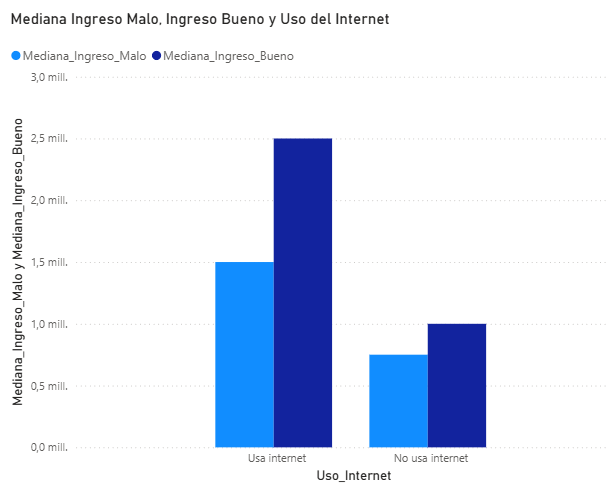 Mediana Ingreso Malo, Ingreso Bueno y Uso del Internet
Mediana_Ingreso_Malo Mediana_Ingreso_Bueno
Mediana_Ingreso_Malo y Mediana_Ingreso_Bueno
3,0 mill.
2,5 mill.
2,0 mill.
1,5 mill.
1,0 mill.
0,5 mill.
0,0 mill.
Usa internet No usa internet
Uso_Internet